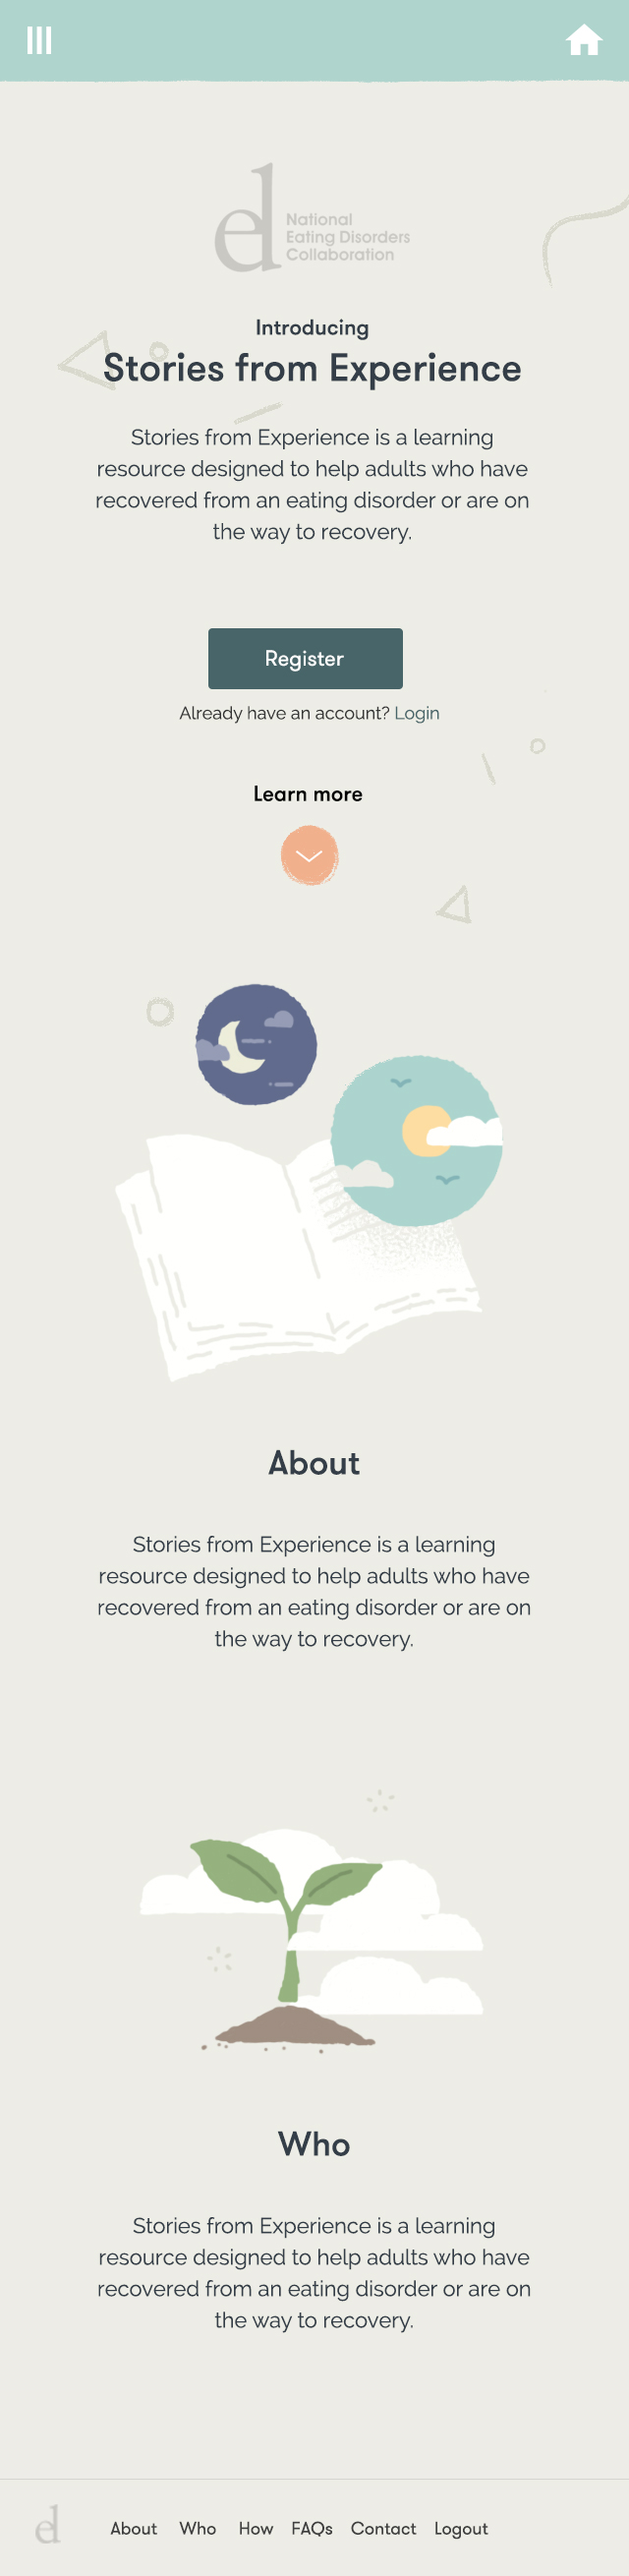 National
Eating Disorders
Collaboration
Introducing
Stories from Experience
Stories from Experience is a learning
resource designed to help adults who have
recovered from an eating disorder or are on
the way to recovery.
Register
Already have an account? Login
Learn more
About
Stories from Experience is a learning
resource designed to help adults who have
recovered from an eating disorder or are on
the way to recovery.
Who
Stories from Experience is a learning
resource designed to help adults who have
recovered from an eating disorder or are on
the way to recovery.
ed About Who How FAQs Contact Logout